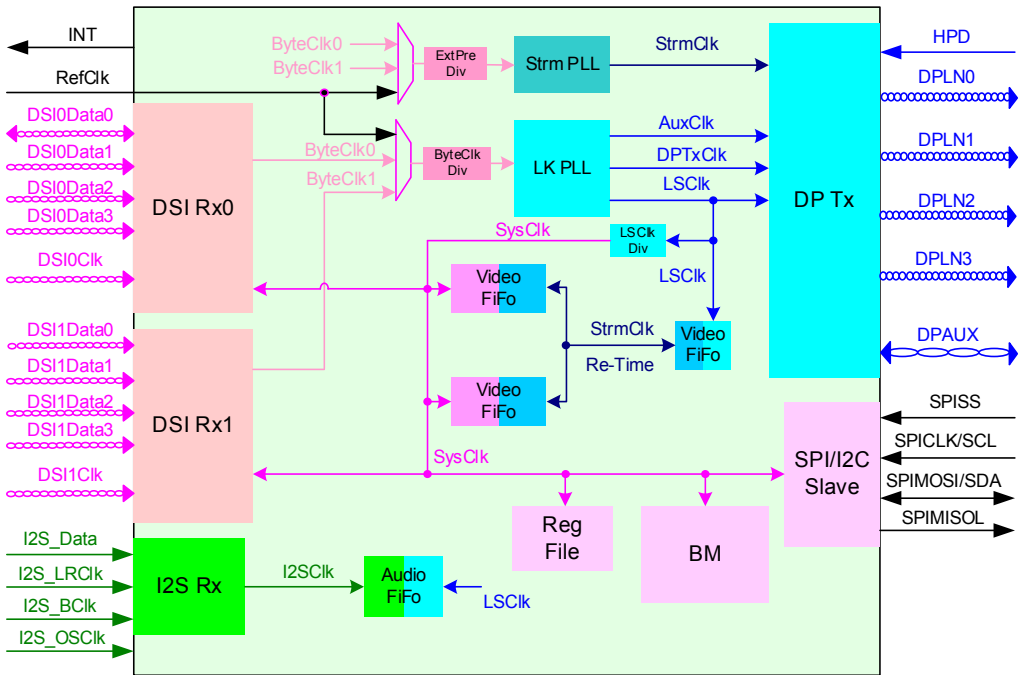 INT
RefClk
DSI0Data0
DSI0Data1
DSI0Data2
DSI0Data3
DSI0Clk
DSI1Data0
DSI1Data1
DSI1Data2
DSI1Data3
DSI1Clk
I2S_Data
I2S_LRClk
I2S_BClk
I2S_OSClk
DSI Rx0
DSI Rx1
I2S Rx
ByteClk0
ByteClk1
ExtPre
Div
Strm PLL
StrmClk
ByteClk0
ByteClk1
ByteClk
Div
LK PLL
AuxClk
DPTxClk
LSClk
SysClk
LSClk
Div
LSClk
Video
FiFo
StrmClk
Re-Time
Video
FiFo
Video
FiFo
SysClk
Reg
File
BM
I2SClk
Audio
FiFo
LSClk
DP Tx
SPI/I2C
Slave
HPD
DPLN0
DPLN1
DPLN2
DPLN3
DPAUX
SPISS
SPICLK/SCL
SPIMOSI/SDA
SPIMISOL